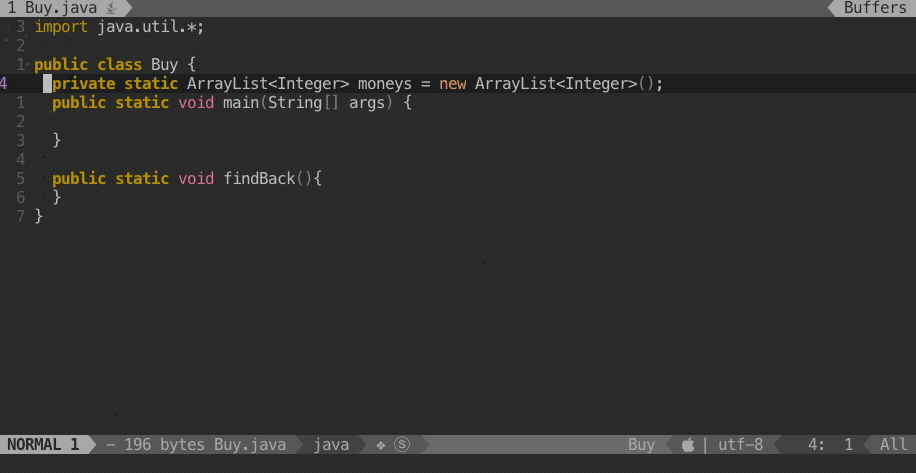 1 Buy.java Buffers
3 import java.util.*;
2
1 public class Buy {
4 private static ArrayList<Integer> moneys = new ArrayList<Integer>();
1 public static void main(String[] args) {
2
3 }
4
5 public static void findBack(){
6 }
7 }
NORMAL 1 - 196 bytes Buy.java java ❖ Ⓢ Buy | utf-8 4: 1 All